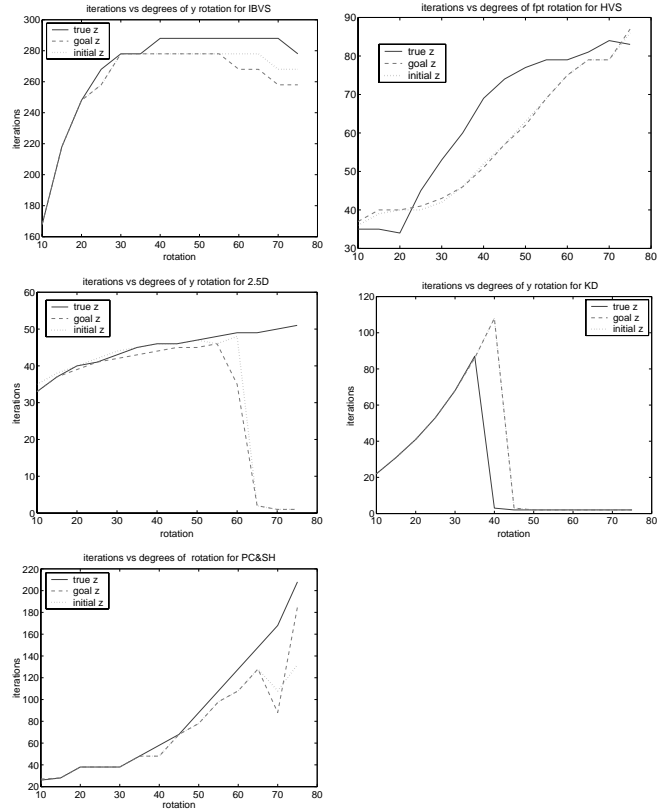 iterations vs degrees of y rotation for IBVS
300
280
260
240
220
200
180
160
iterations
true z
goal z
initial z
10 20 30 40 50 60 70 80
rotation
iterations vs degrees of fpt rotation for HVS
90
80
70
60
50
40
30
iterations
true z
goal z
initial z
10 20 30 40 50 60 70 80
rotation
iterations vs degrees of y rotation for 2.5D
60
50
40
30
20
10
0
iterations
true z
goal z
initial z
10 20 30 40 50 60 70 80
rotation
iterations vs degrees of y rotation for KD
120
100
80
60
40
20
0
iterations
true z
goal z
initial z
10 20 30 40 50 60 70 80
rotation
iterations vs degrees of rotation for PC&SH
220
200
180
160
140
120
100
80
60
40
20
iterations
true z
goal z
initial z
10 20 30 40 50 60 70 80
rotation